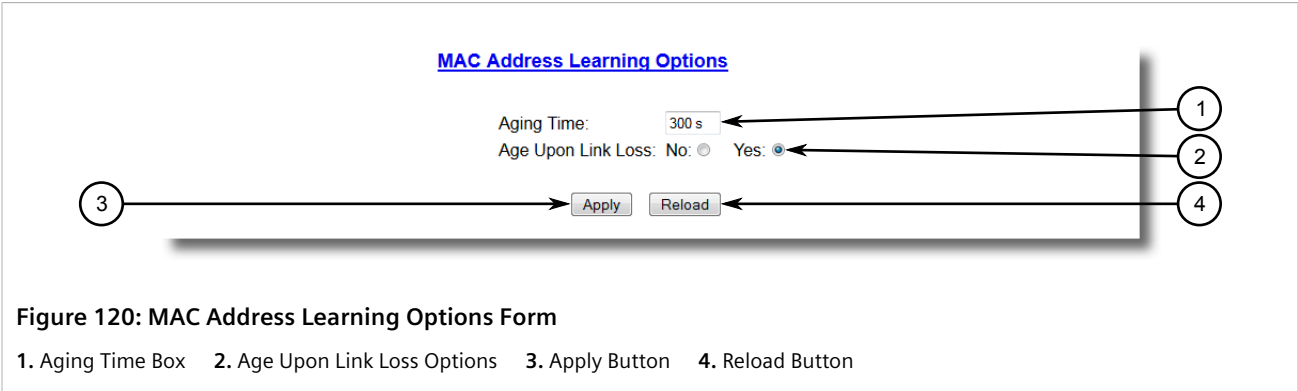 MAC Address Learning Options
Aging Time: 300 s
1
Age Upon Link Loss: No: Yes:
2
3
Apply Reload
4
Figure 120: MAC Address Learning Options Form
1. Aging Time Box 2. Age Upon Link Loss Options 3. Apply Button 4. Reload Button